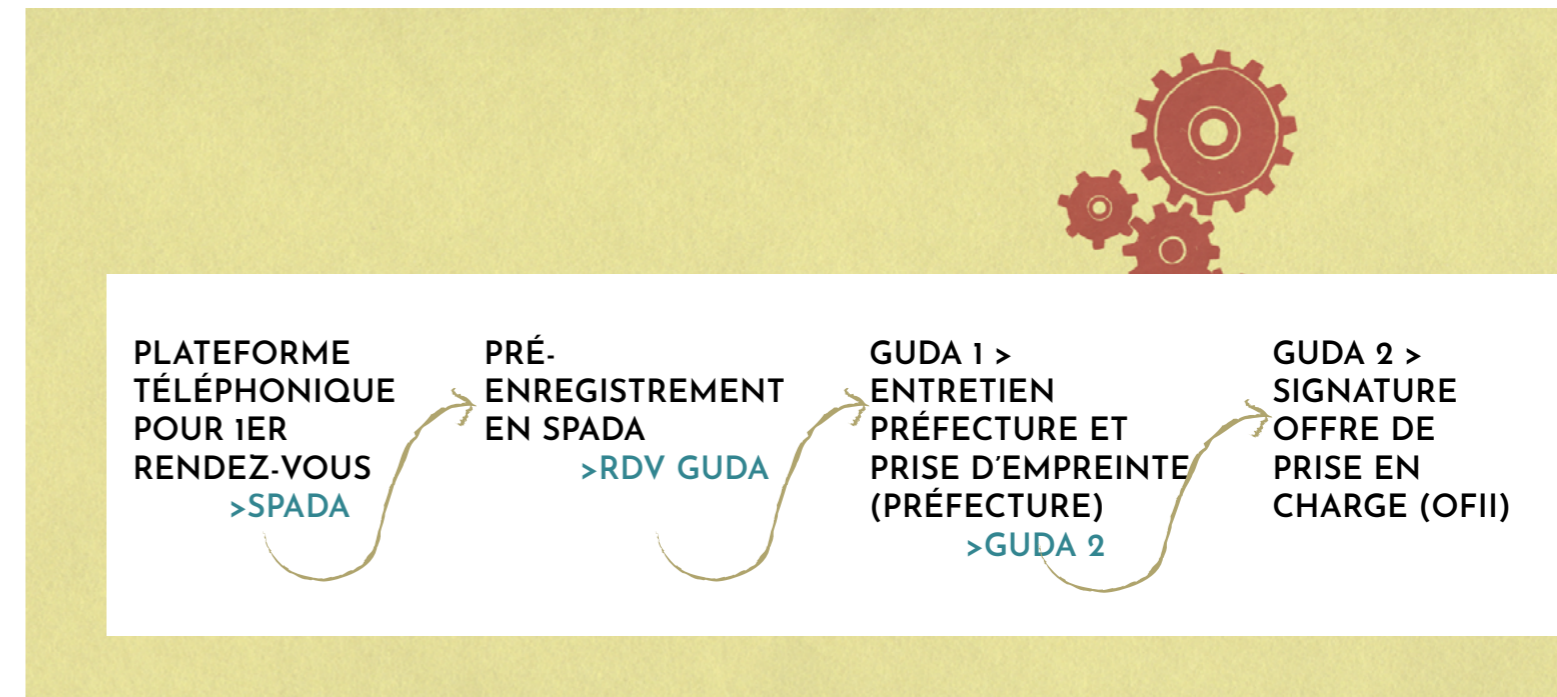 PLATEFORME
TÉLÉPHONIQUE
POUR 1ER
RENDEZ-VOUS
>SPADA
PRÉ-
ENREGISTREMENT
EN SPADA
>RDV GUDA
GUDA 1 >
ENTRETIEN
PRÉFECTURE ET
PRISE D’EMPREINTE
(PRÉFECTURE)
>GUDA 2
GUDA 2 >
SIGNATURE
OFFRE DE
PRISE EN
CHARGE (OFII)